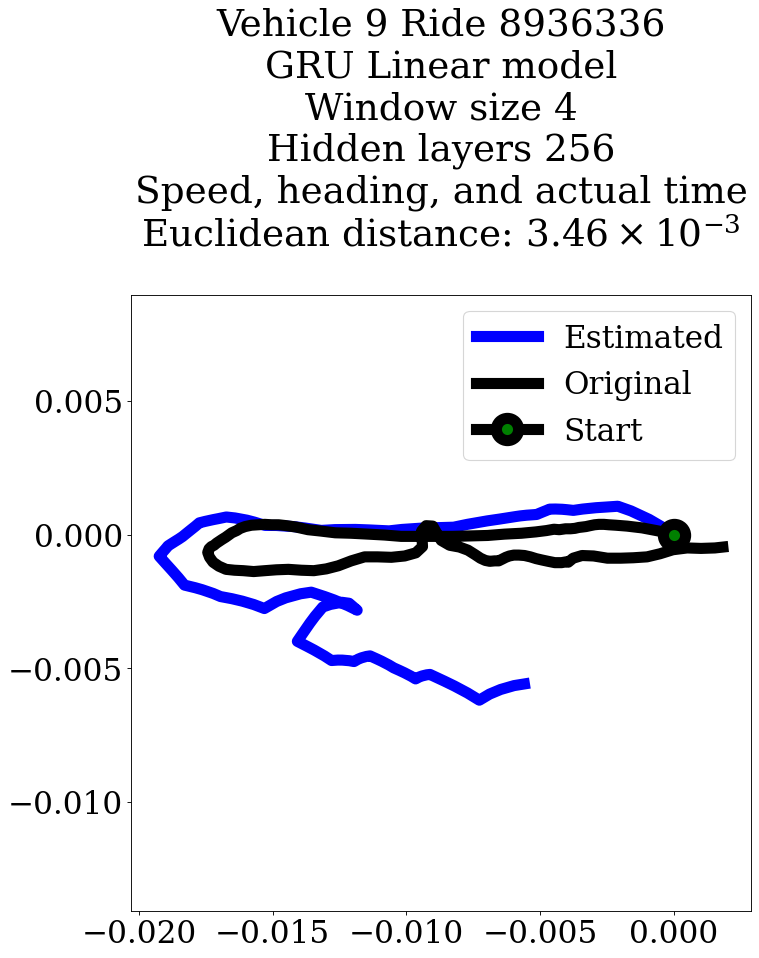 Vehicle 9 Ride 8936336
GRU Linear model
Window size 4
Hidden layers 256
Speed, heading, and actual time
Euclidean distance: 3.46 × 10⁻³
Estimated
Original
Start
0.005
0.000
−0.005
−0.010
−0.020 −0.015 −0.010 −0.005 0.000